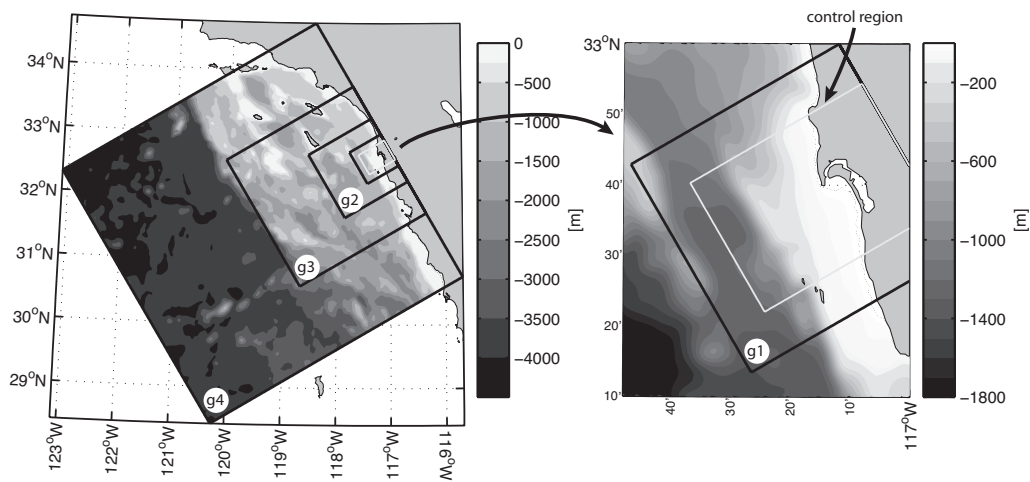 control region
34°N
33°N
32°N
31°N
30°N
29°N
123°W
122°W
121°W
120°W
119°W
118°W
117°W
116°W
g2
g3
g4
0
−500
−1000
−1500
−2000
−2500
−3000
−3500
−4000
[m]
33°N
50'
40'
30'
20'
10'
40'
30'
20'
10'
117°W
g1
−200
−600
−1000
−1400
−1800
[m]